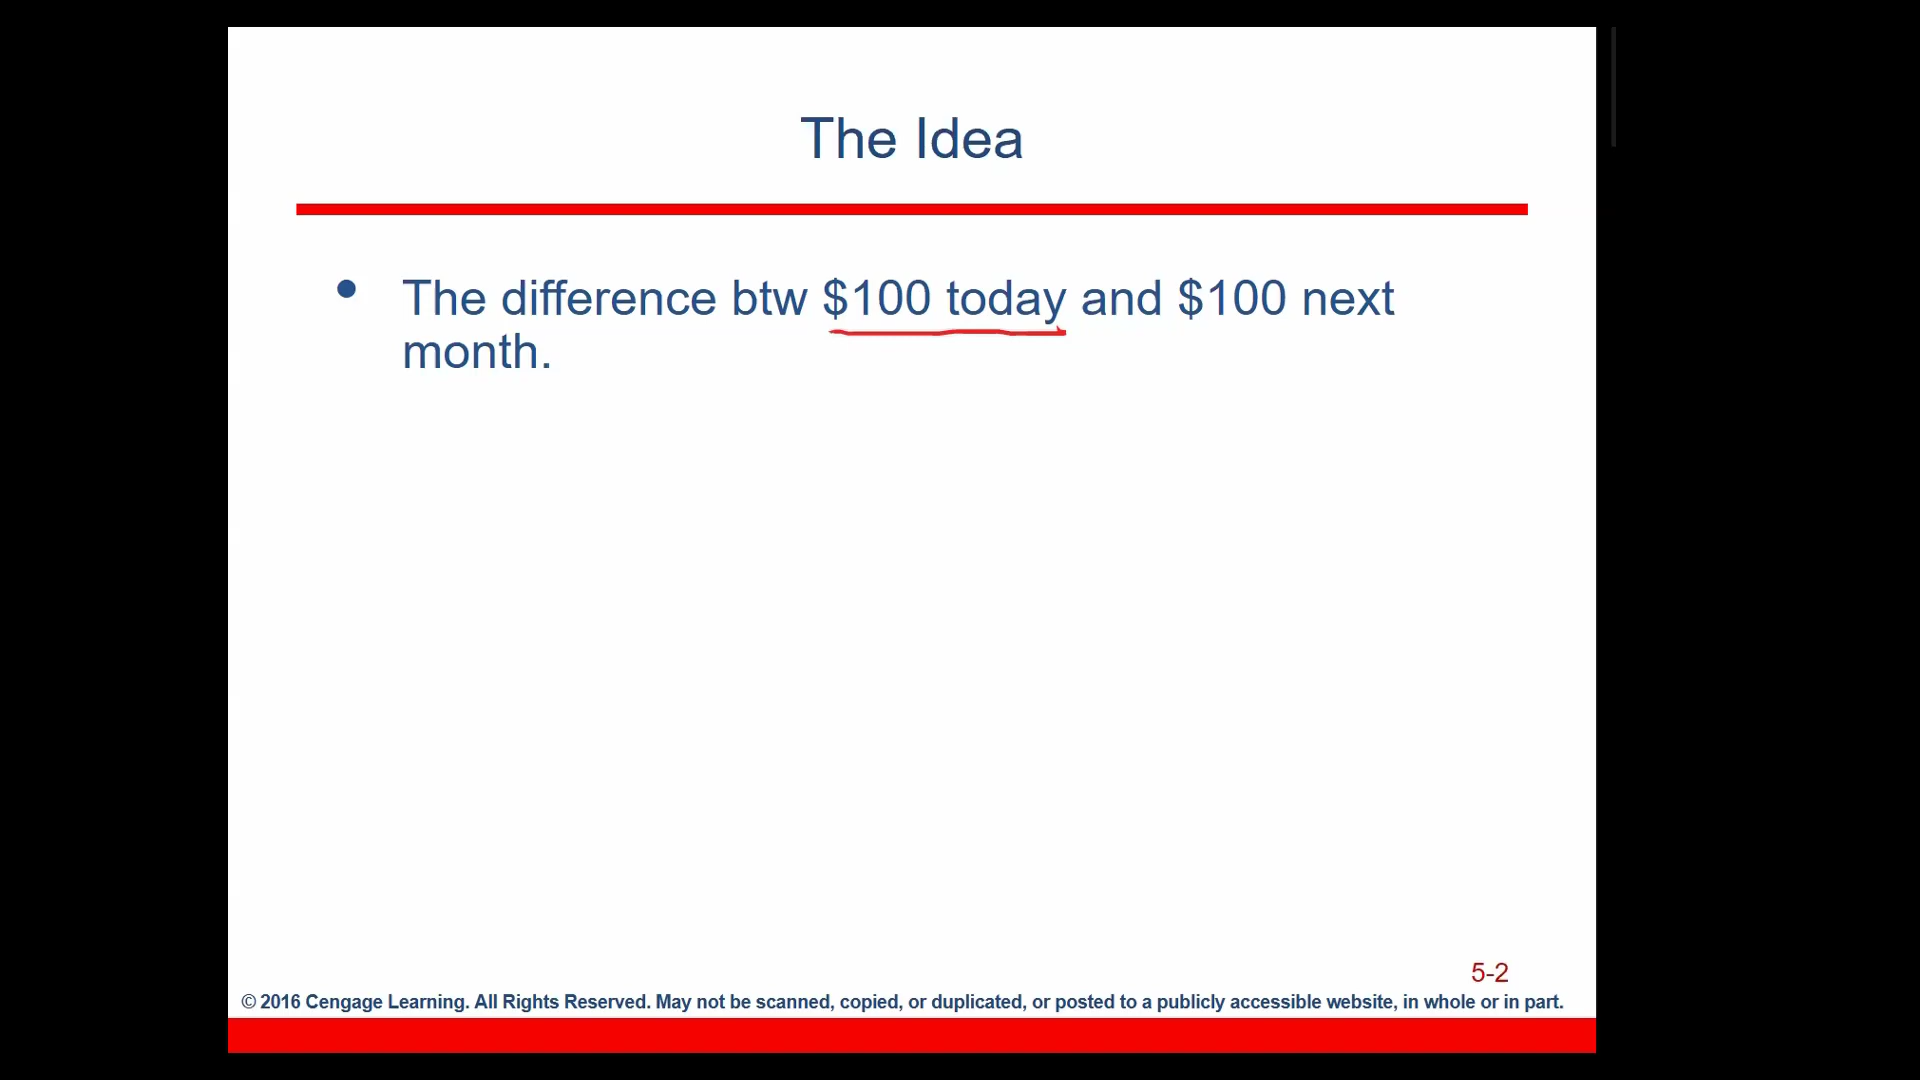 The Idea
• The difference btw $100 today and $100 next
month.
5-2
© 2016 Cengage Learning. All Rights Reserved. May not be scanned, copied, or duplicated, or posted to a publicly accessible website, in whole or in part.